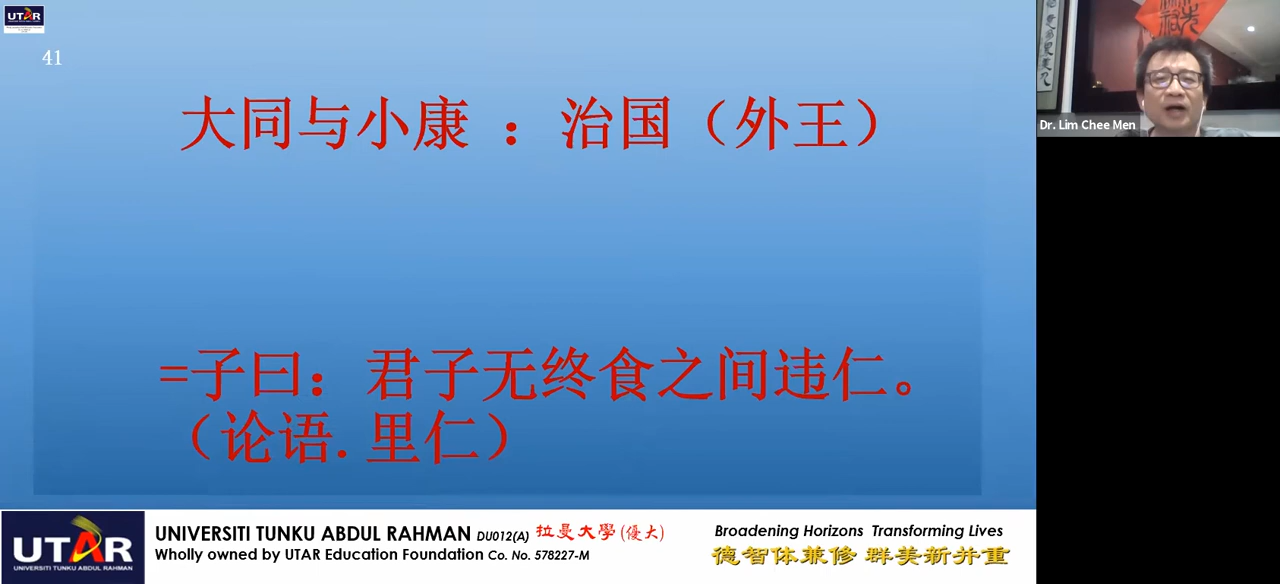 UTAR
41
大同与小康 ：治国（外王）
=子曰：君子无终食之间违仁。
（论语. 里仁）
Dr. Lim Chee Men
UTAR
UNIVERSITI TUNKU ABDUL RAHMAN
UNIVERSITI TUNKU ABDUL RAHMAN DU012(A) 拉曼大學(優大)
Wholly owned by UTAR Education Foundation Co. No. 578227-M
Broadening Horizons Transforming Lives
德智体兼修 群美新并重